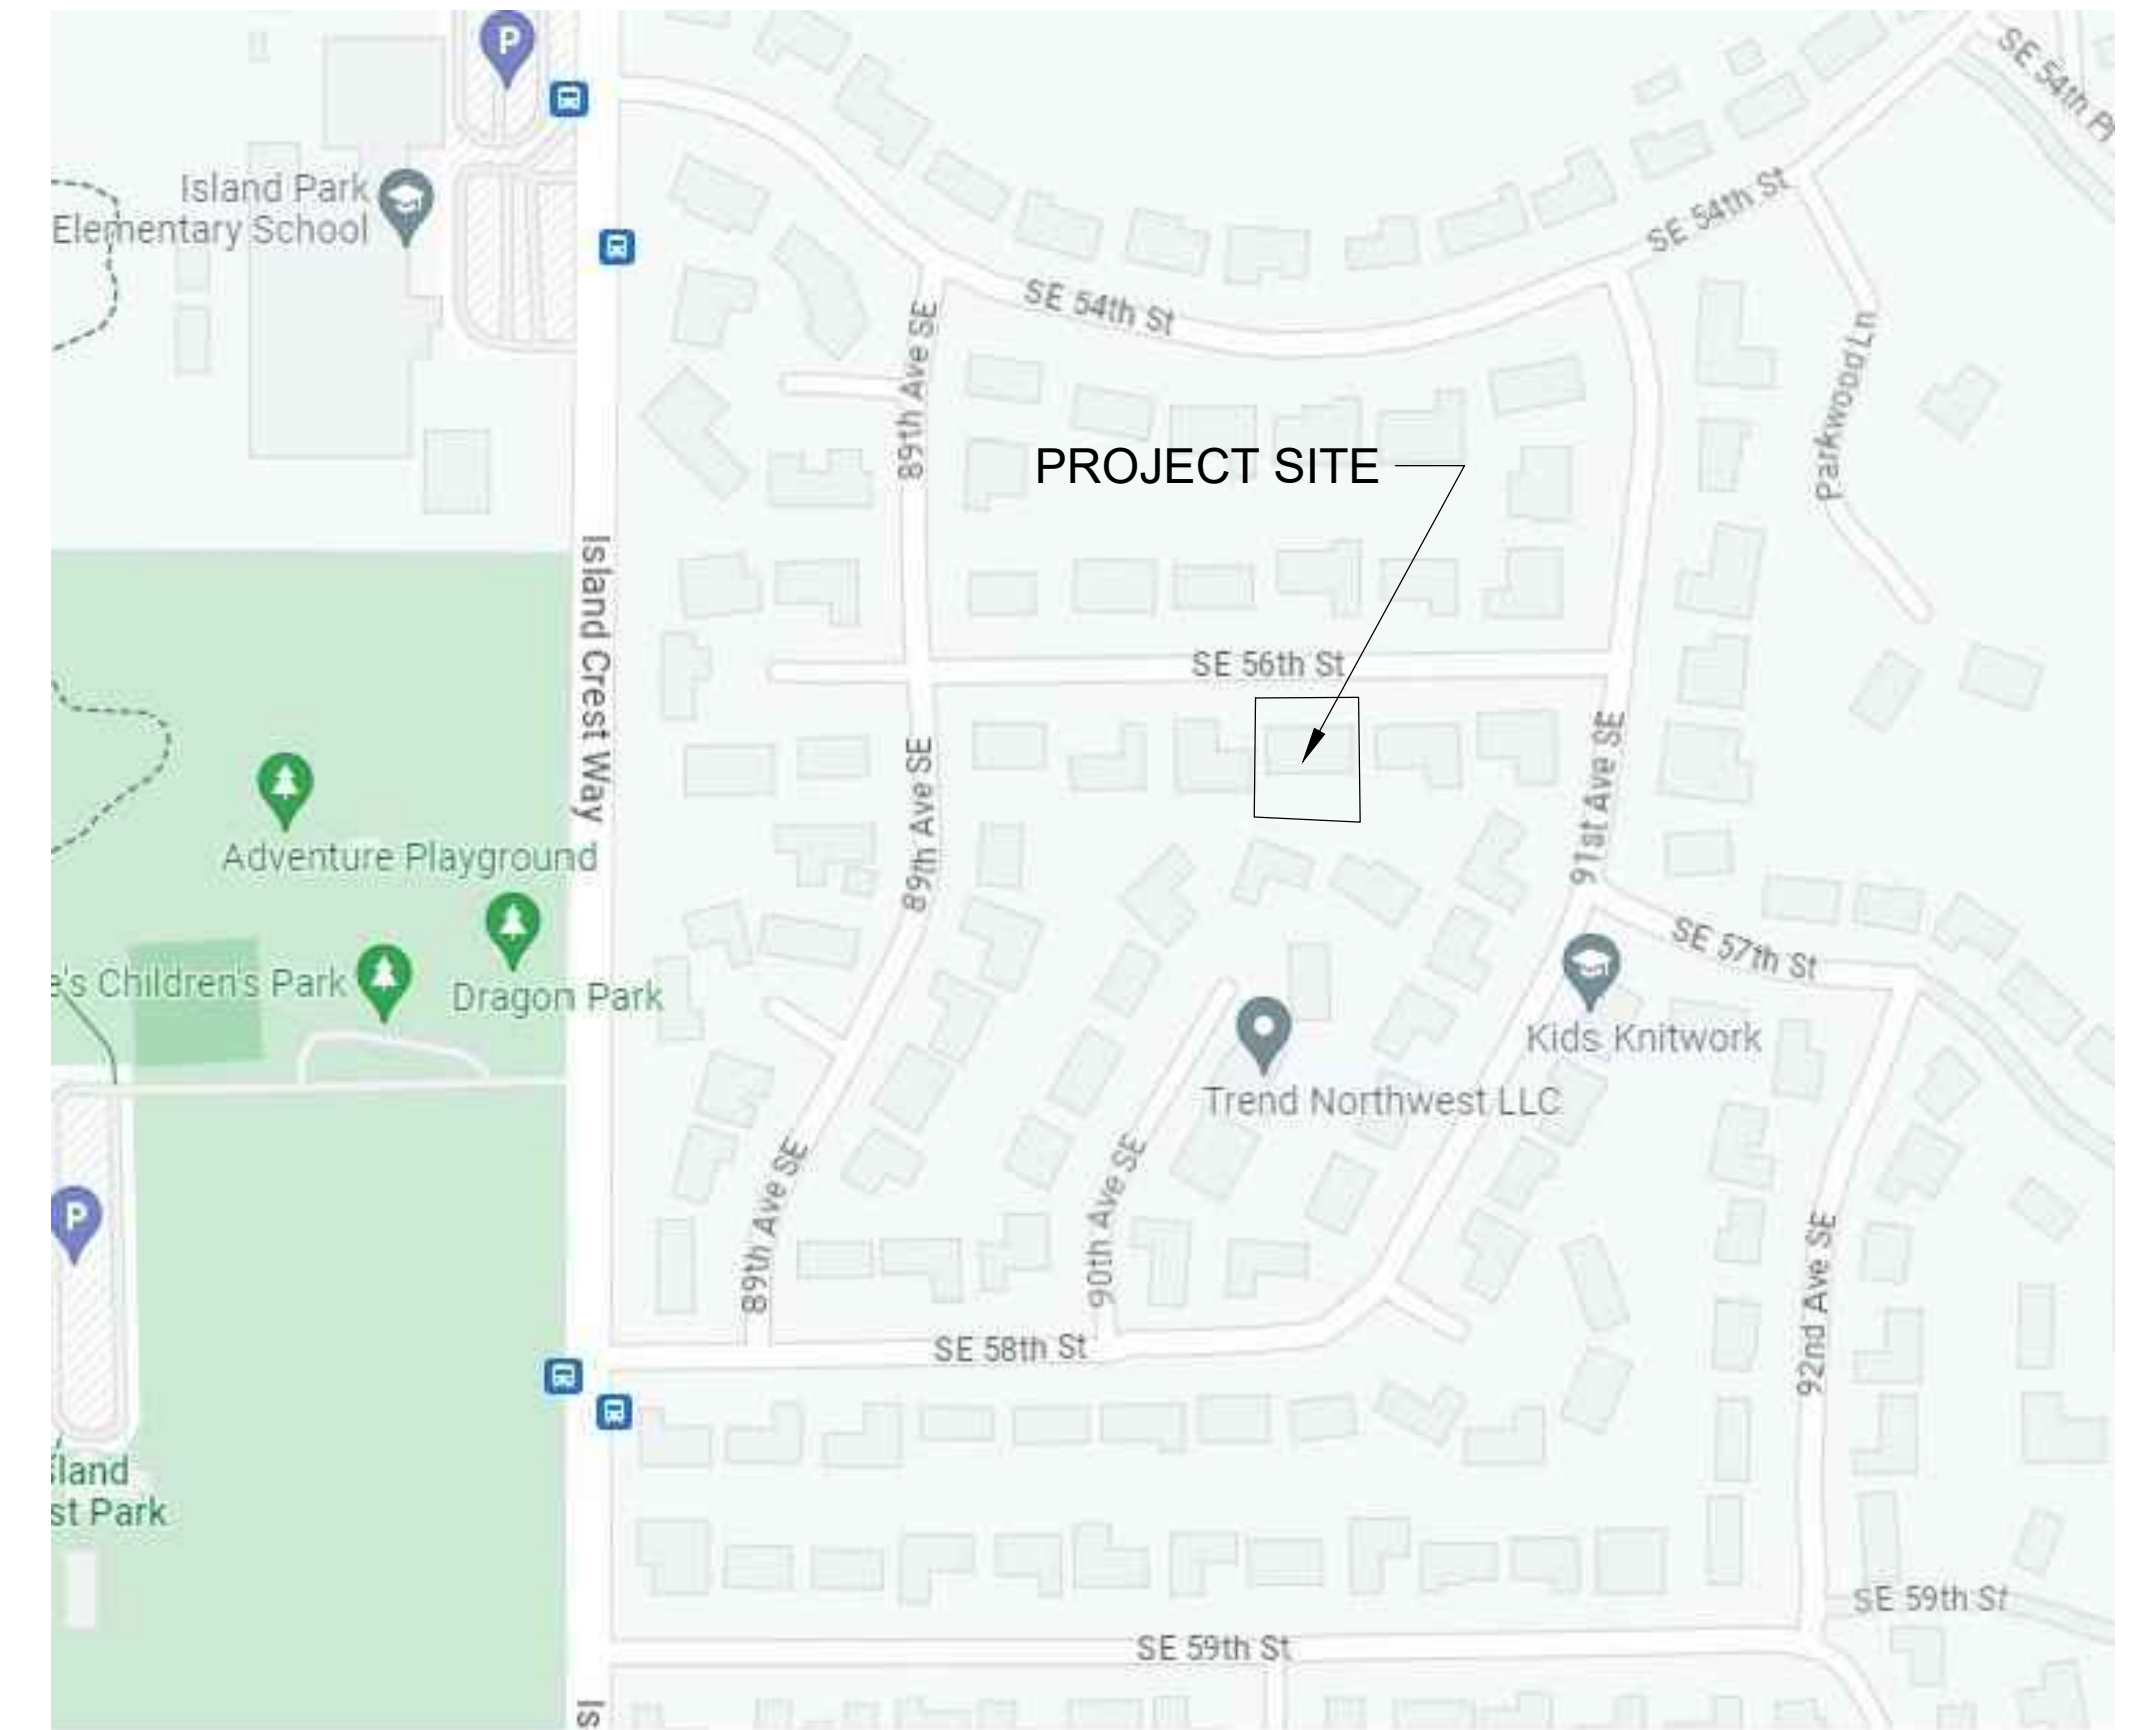 P
SE 54th Pl
Island Park
Elementary School
SE 54th St
SE 54th St
89th Ave SE
Parkwood Ln
PROJECT SITE
Island Crest Way
SE 56th St
91st Ave SE
89th Ave SE
Adventure Playground
SE 57th St
e's Children's Park
Dragon Park
Kids Knitwork
Trend Northwest LLC
89th Ave SE
90th Ave SE
P
92nd Ave SE
SE 58th St
sland
st Park
SE 59th St
SE 59th St
Is